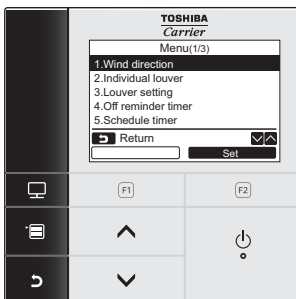 TOSHIBA
Carrier
Menu(1/3)
1.Wind direction
2.Individual louver
3.Louver setting
4.Off reminder timer
5.Schedule timer
Return
Set
F1
F2